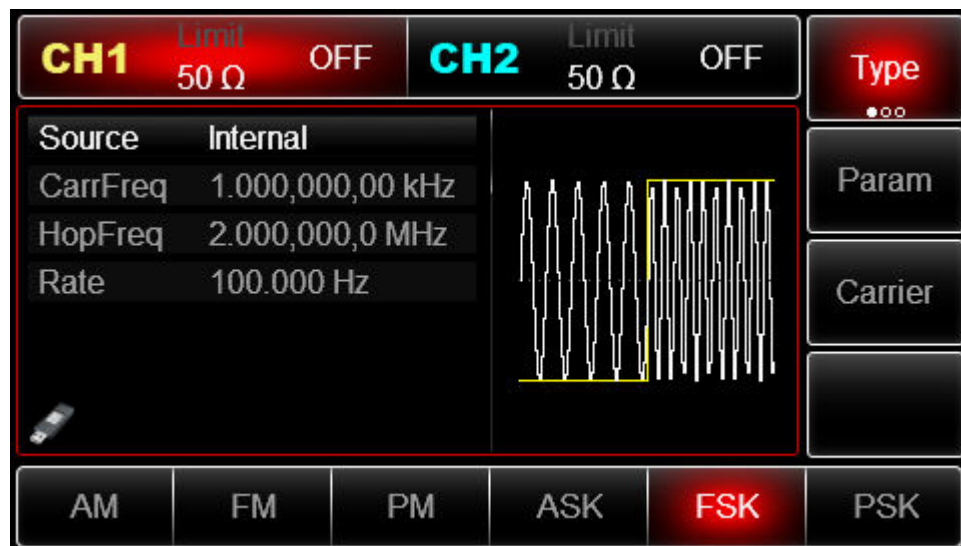 CH1 Limit 50 Ω OFF
CH2 Limit 50 Ω OFF
Type
Source Internal
CarrFreq 1.000,000,00 kHz
HopFreq 2.000,000,0 MHz
Rate 100.000 Hz
Param
Carrier
AM FM PM ASK FSK PSK